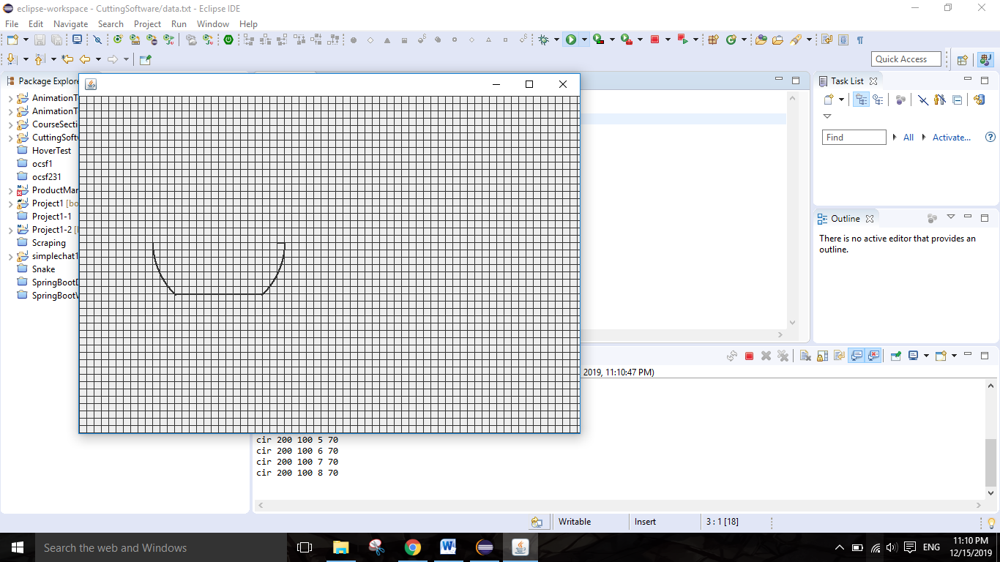 eclipse-workspace - CuttingSoftware/data.txt - Eclipse IDE
File Edit Navigate Search Project Run Window Help
Quick Access
Package Explore
AnimationT
AnimationT
CourseSecti
CuttingSoftw
HoverTest
ocsf1
ocsf231
ProductMar
Project1 [bo
Project1-1
Project1-2 [
Scraping
simplechat1
Snake
SpringBootD
SpringBootW
Task List
Find All Activate...
Outline
There is no active editor that provides an
outline.
2019, 11:10:47 PM)
cir 200 100 5 70
cir 200 100 6 70
cir 200 100 7 70
cir 200 100 8 70
Writable Insert 3 : 1 [18]
Search the web and Windows
ENG
11:10 PM
12/15/2019